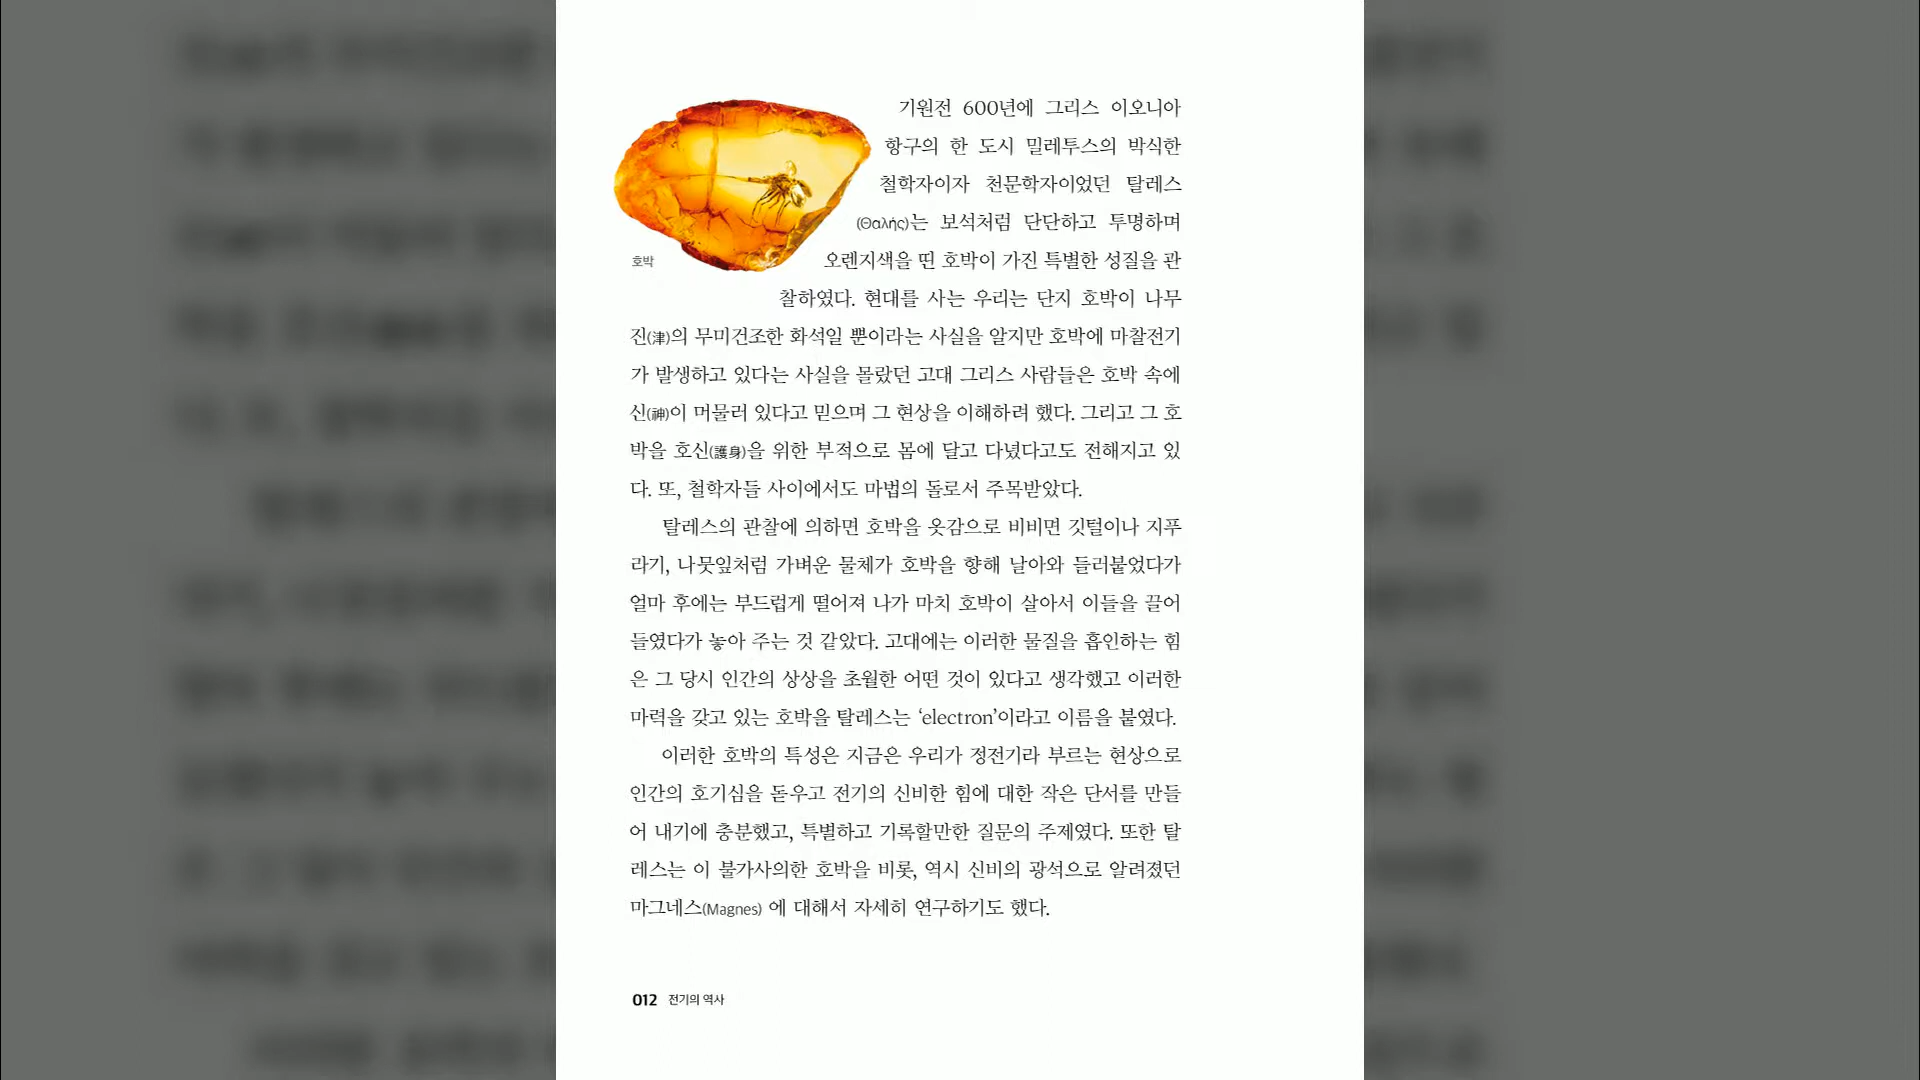 기원전 600년에 그리스 이오니아
항구의 한 도시 밀레투스의 박식한
철학자이자 천문학자이었던 탈레스
(Θαλής)는 보석처럼 단단하고 투명하며
오렌지색을 띤 호박이 가진 특별한 성질을 관
찰하였다. 현대를 사는 우리는 단지 호박이 나무
진(津)의 무미건조한 화석일 뿐이라는 사실을 알지만 호박에 마찰전기
가 발생하고 있다는 사실을 몰랐던 고대 그리스 사람들은 호박 속에
신(神)이 머물러 있다고 믿으며 그 현상을 이해하려 했다. 그리고 그 호
박을 호신(護身)을 위한 부적으로 몸에 달고 다녔다고도 전해지고 있
다. 또, 철학자들 사이에서도 마법의 돌로서 주목받았다.
탈레스의 관찰에 의하면 호박을 옷감으로 비비면 깃털이나 지푸
라기, 나뭇잎처럼 가벼운 물체가 호박을 향해 날아와 들러붙었다가
얼마 후에는 부드럽게 떨어져 나가 마치 호박이 살아서 이들을 끌어
들였다가 놓아 주는 것 같았다. 고대에는 이러한 물질을 흡인하는 힘
은 그 당시 인간의 상상을 초월한 어떤 것이 있다고 생각했고 이러한
마력을 갖고 있는 호박을 탈레스는 ‘electron’이라고 이름을 붙였다.
이러한 호박의 특성은 지금은 우리가 정전기라 부르는 현상으로
인간의 호기심을 돋우고 전기의 신비한 힘에 대한 작은 단서를 만들
어 내기에 충분했고, 특별하고 기록할만한 질문의 주제였다. 또한 탈
레스는 이 불가사의한 호박을 비롯, 역시 신비의 광석으로 알려졌던
마그네스(Magnes) 에 대해서 자세히 연구하기도 했다.
호박
012 전기의 역사